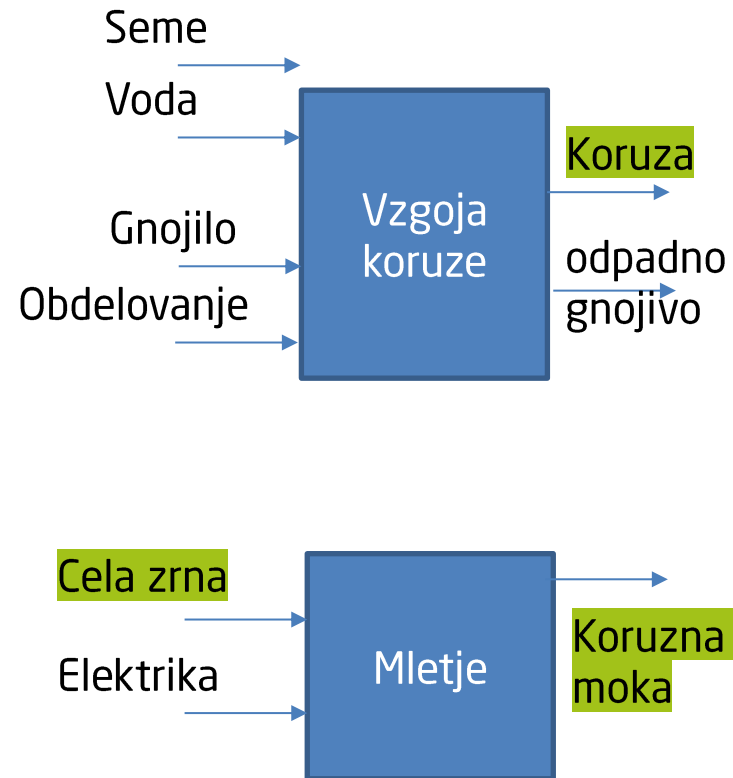 Seme
Voda
Gnojilo
Obdelovanje
Vzgoja
koruze
Koruza
odpadno
gnojivo
Cela zrna
Elektrika
Mletje
Koruzna
moka